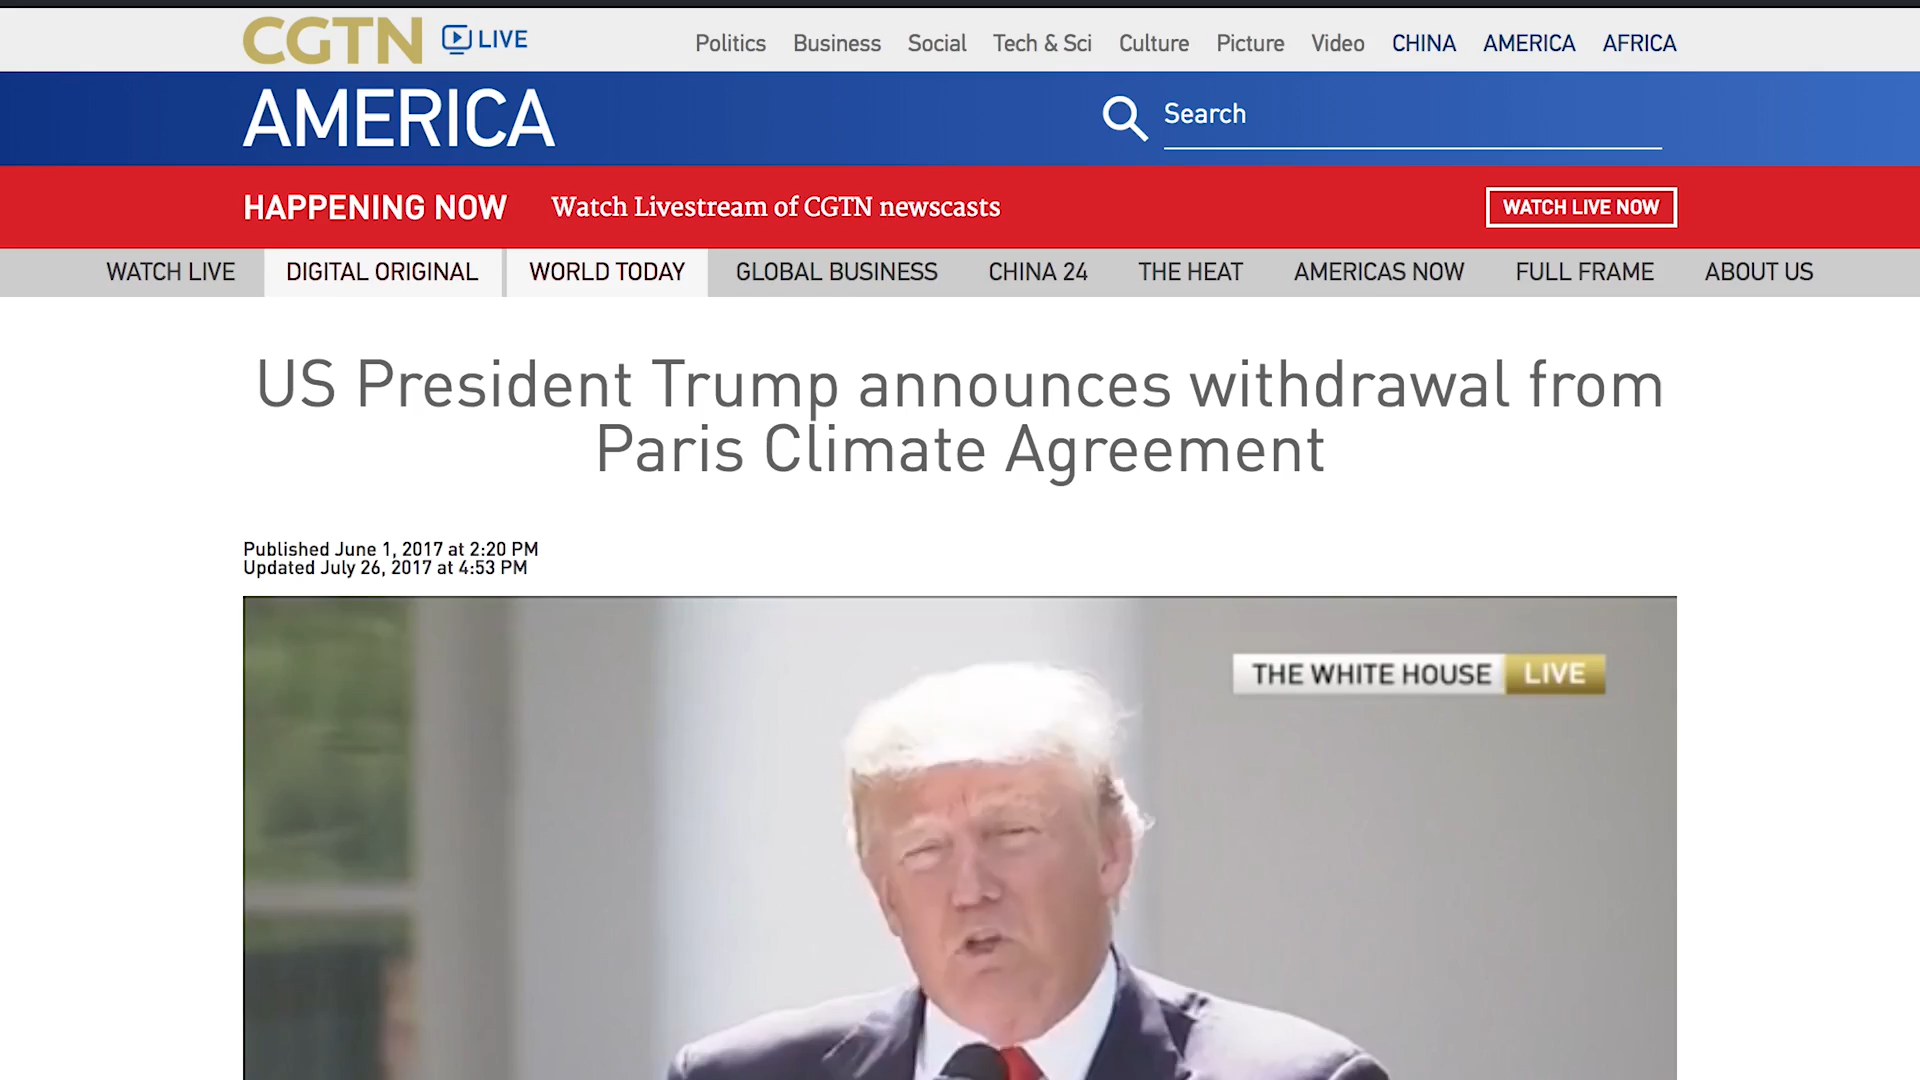 CGTN LIVE Politics Business Social Tech & Sci Culture Picture Video CHINA AMERICA AFRICA
AMERICA Search
HAPPENING NOW Watch Livestream of CGTN newscasts WATCH LIVE NOW
WATCH LIVE DIGITAL ORIGINAL WORLD TODAY GLOBAL BUSINESS CHINA 24 THE HEAT AMERICAS NOW FULL FRAME ABOUT US
US President Trump announces withdrawal from
Paris Climate Agreement
Published June 1, 2017 at 2:20 PM
Updated July 26, 2017 at 4:53 PM
THE WHITE HOUSE LIVE